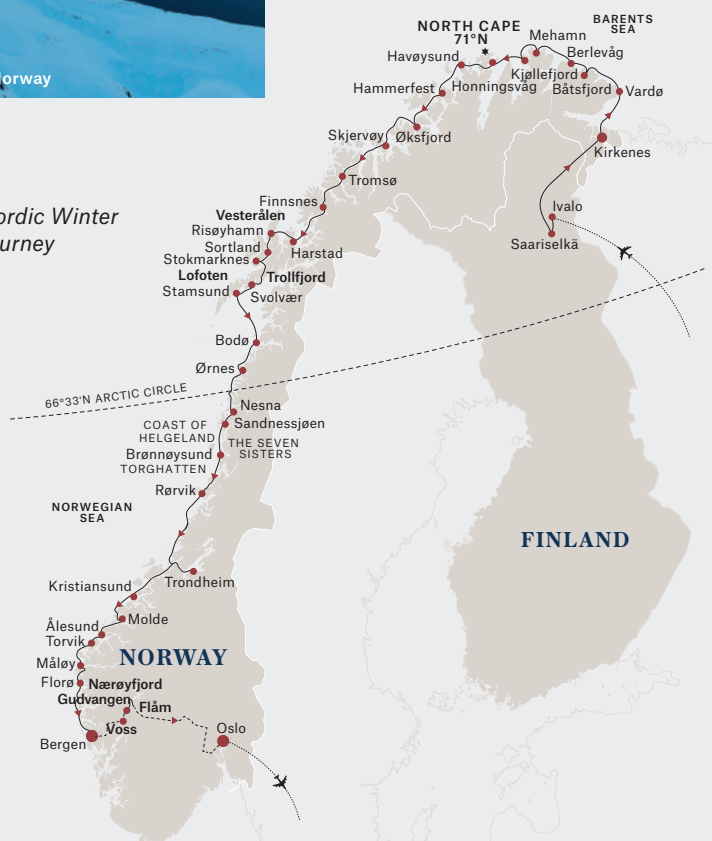 NORTH CAPE
71°N
BARENTS
SEA
Mehamn
Berlevåg
Havøysund
Kjøllefjord
Båtsfjord
Hammerfest
Honningsvåg
Vardø
orway
Skjervøy
Øksfjord
Kirkenes
Tromsø
ordic Winter
urney
Finnsnes
Ivalo
Vesterålen
Risøyhamn
Saariselkä
Sortland
Harstad
Stokmarknes
Lofoten
Trollfjord
Stamsund
Svolvær
Bodø
Ørnes
66°33'N ARCTIC CIRCLE
Nesna
COAST OF
HELGELAND
Sandnessjøen
THE SEVEN
SISTERS
Brønnøysund
TORGHATTEN
Rørvik
NORWEGIAN
SEA
FINLAND
Trondheim
Kristiansund
Molde
Ålesund
Torvik
NORWAY
Måløy
Florø
Nærøyfjord
Gudvangen
Flåm
Voss
Oslo
Bergen